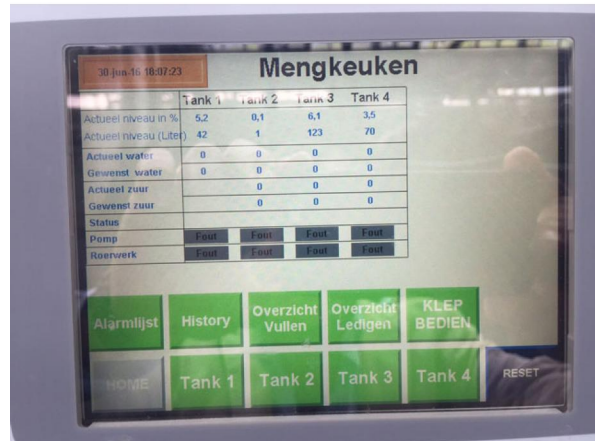 30-jun-16 18:07:23
Mengkeuken
Tank 1 Tank 2 Tank 3 Tank 4
Actueel niveau in % 5,2 0,1 6,1 3,5
Actueel niveau (Liter) 42 1 123 70
Actueel water 0 0 0 0
Gewenst water 0 0 0 0
Actueel zuur 0 0 0
Gewenst zuur 0 0 0
Status
Pomp Fout Fout Fout Fout
Roerwerk Fout Fout Fout Fout
Alarmlijst History Overzicht Vullen Overzicht Ledigen KLEP BEDIEN
HOME Tank 1 Tank 2 Tank 3 Tank 4 RESET